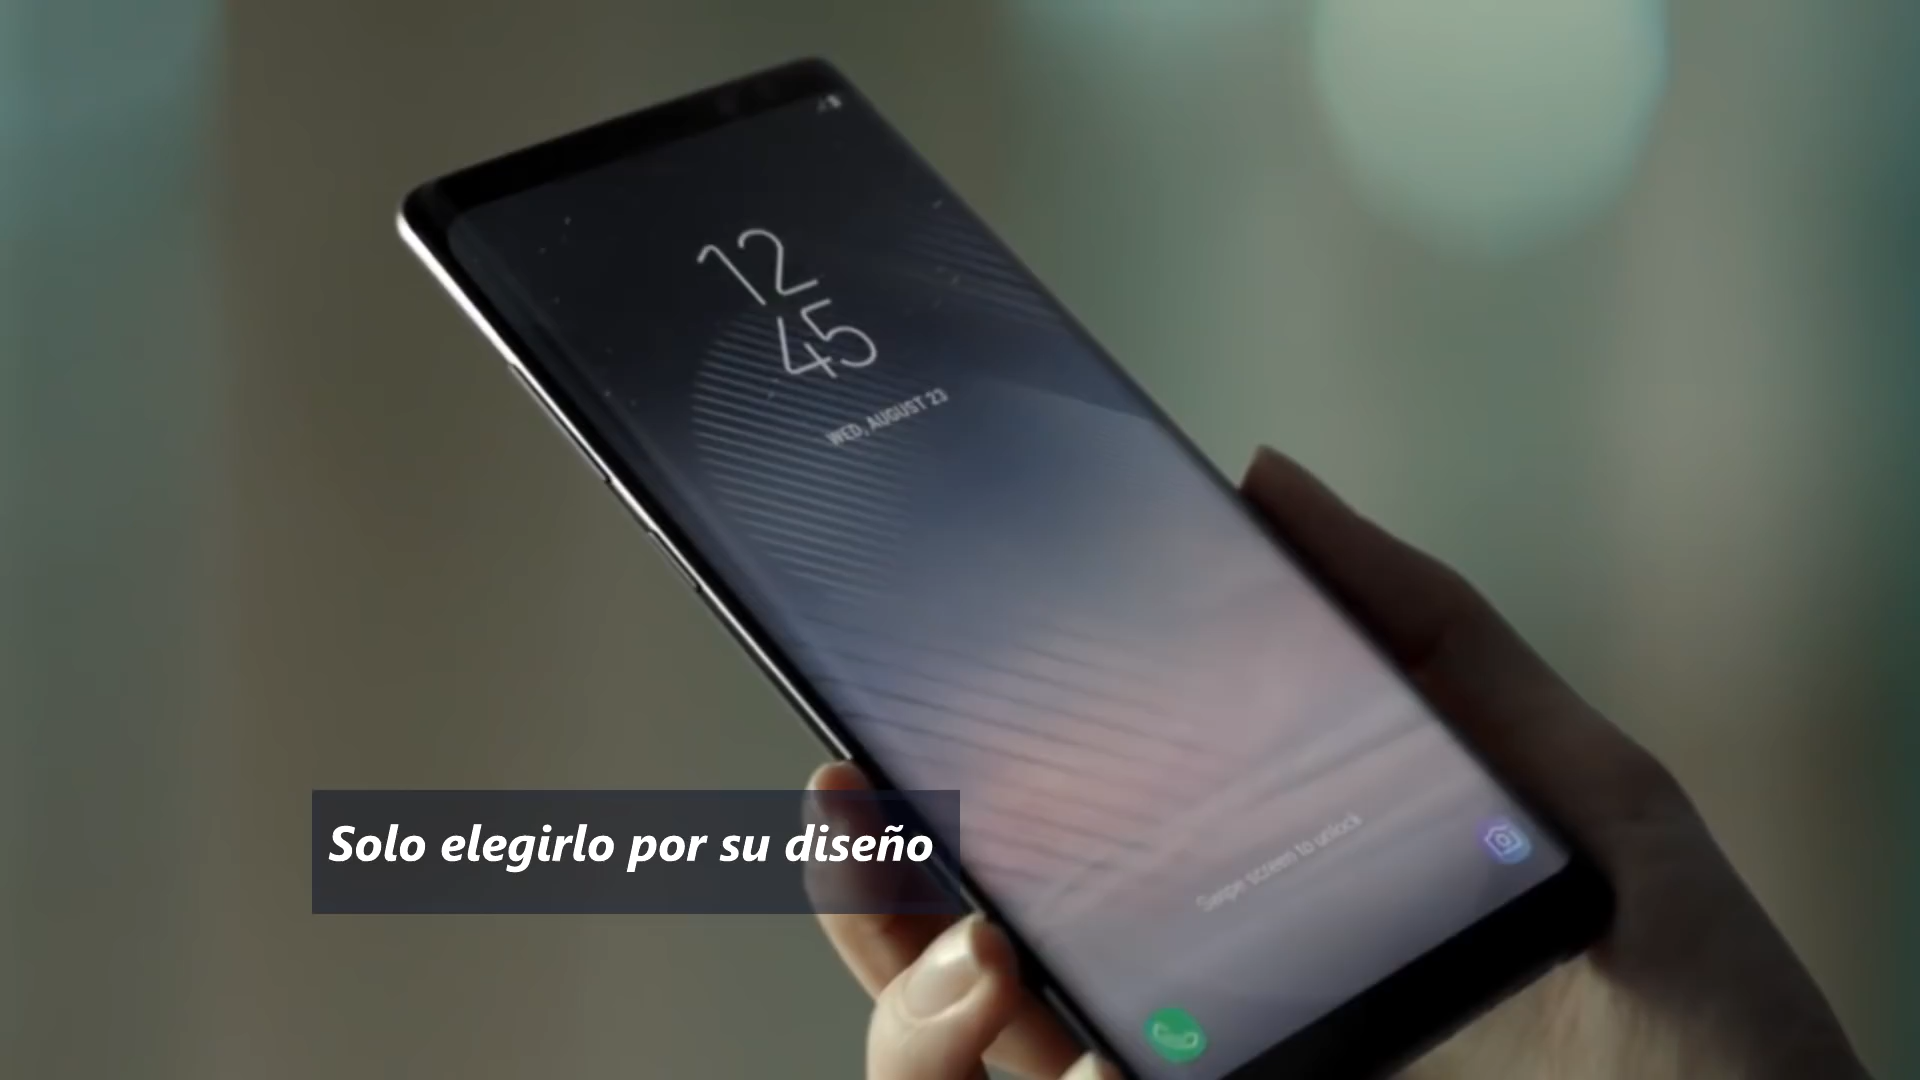 12
45
WED, AUGUST 23
Solo elegirlo por su diseño
Swipe screen to unlock